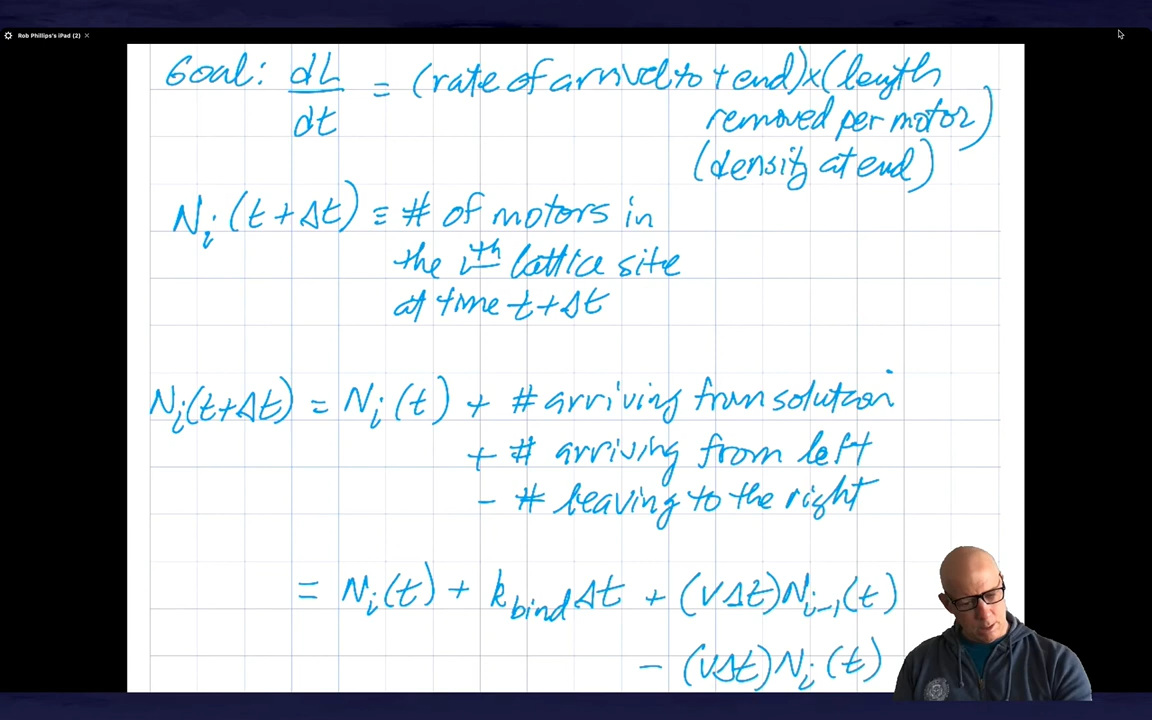 Rob Phillips's iPad (2)
Goal: dL/dt = (rate of arrival to + end)×(length
removed per motor)
(density at end)
N_i(t+Δt) ≡ # of motors in
the i^th lattice site
at time t+Δt
N_i(t+Δt) = N_i(t) + # arriving from solution
+ # arriving from left
- # leaving to the right
= N_i(t) + k_bind Δt + (VΔt)N_{i-1}(t)
- (VΔt)N_i(t)